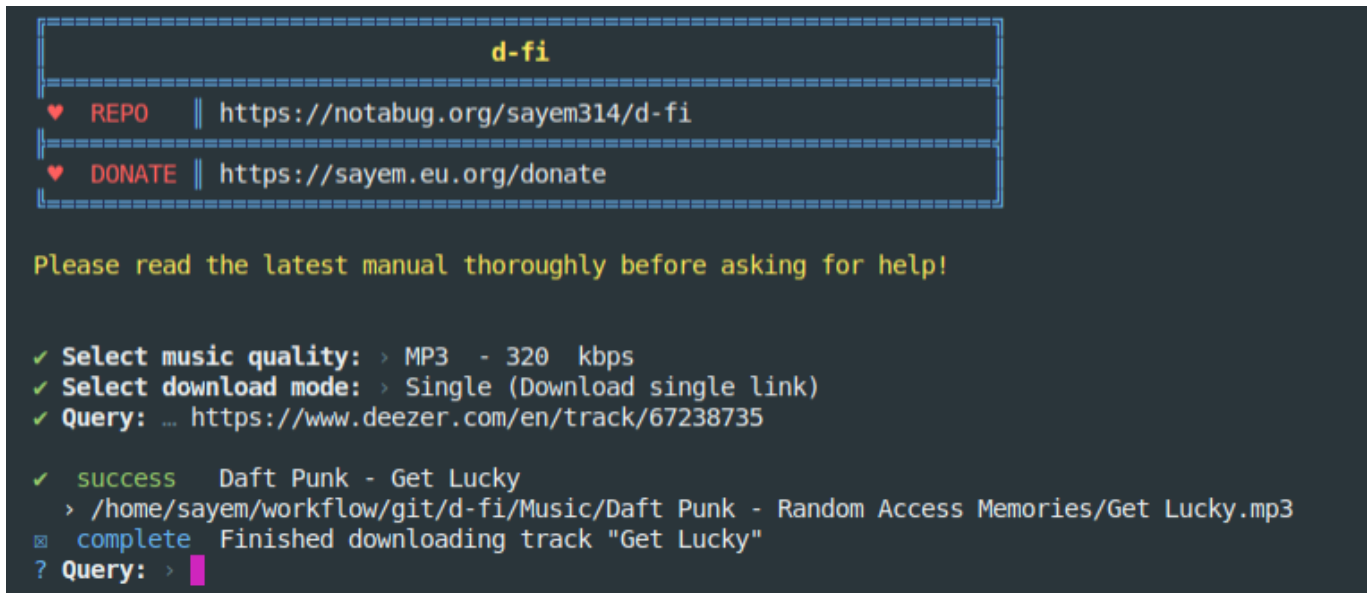 d-fi
♥ REPO ║ https://notabug.org/sayem314/d-fi
♥ DONATE ║ https://sayem.eu.org/donate
Please read the latest manual thoroughly before asking for help!
✔ Select music quality: › MP3 - 320 kbps
✔ Select download mode: › Single (Download single link)
✔ Query: … https://www.deezer.com/en/track/67238735
✔ success Daft Punk - Get Lucky
› /home/sayem/workflow/git/d-fi/Music/Daft Punk - Random Access Memories/Get Lucky.mp3
☒ complete Finished downloading track "Get Lucky"
? Query: ›